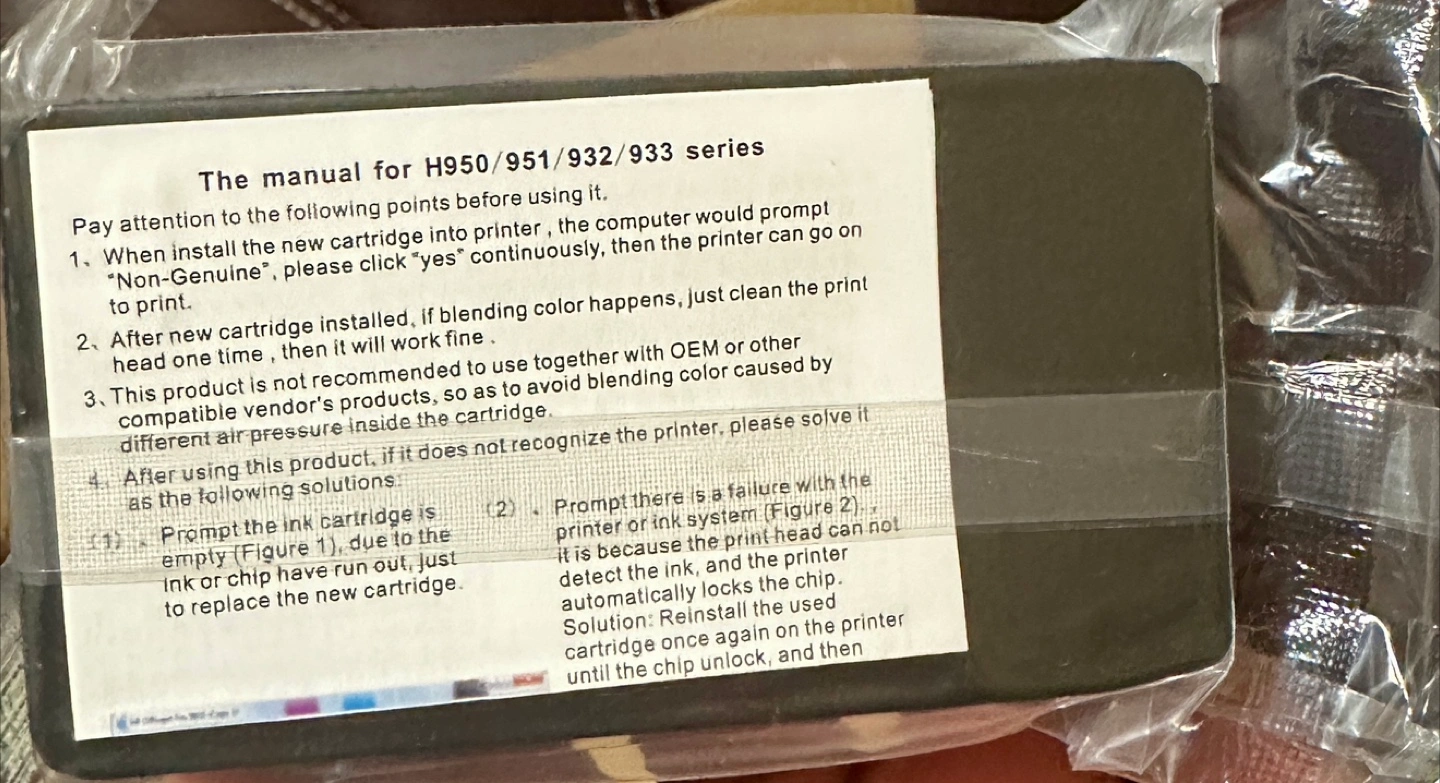 The manual for H950/951/932/933 series
Pay attention to the following points before using it.
1、When install the new cartridge into printer , the computer would prompt
"Non-Genuine", please click "yes" continuously, then the printer can go on
to print.
2、After new cartridge installed, if blending color happens, just clean the print
head one time , then it will work fine .
3、This product is not recommended to use together with OEM or other
compatible vendor's products, so as to avoid blending color caused by
different air pressure inside the cartridge.
4、After using this product, if it does not recognize the printer, please solve it
as the following solutions:
(1) . Prompt the ink cartridge is
empty (Figure 1), due to the
ink or chip have run out, just
to replace the new cartridge.
(2) . Prompt there is a failure with the
printer or ink system (Figure 2). ,
it is because the print head can not
detect the ink, and the printer
automatically locks the chip.
Solution: Reinstall the used
cartridge once again on the printer
until the chip unlock, and then